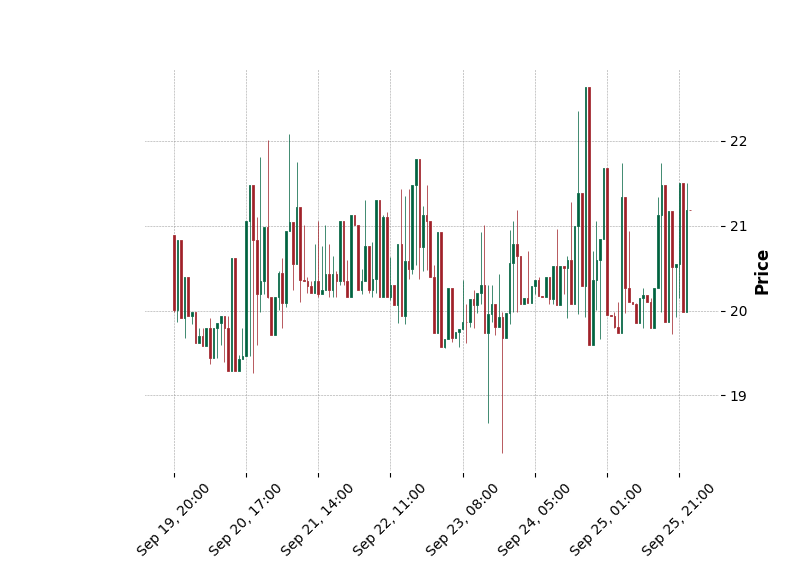 22
21
20
19
Price
Sep 19, 20:00
Sep 20, 17:00
Sep 21, 14:00
Sep 22, 11:00
Sep 23, 08:00
Sep 24, 05:00
Sep 25, 01:00
Sep 25, 21:00